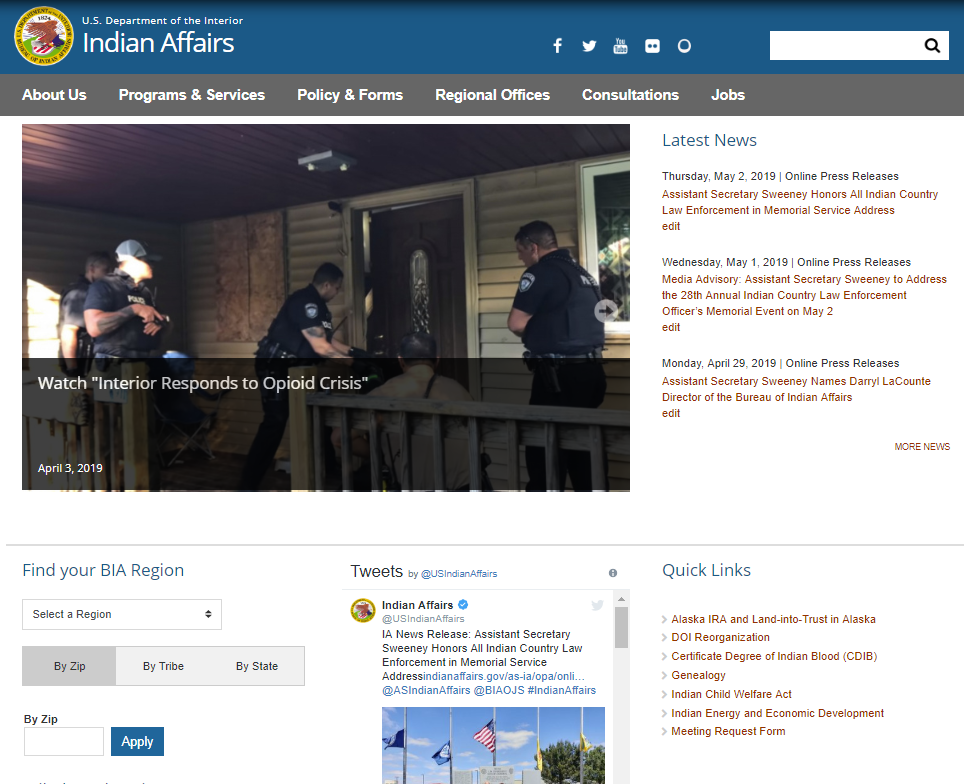 U.S. Department of the Interior
Indian Affairs
About Us
Programs & Services
Policy & Forms
Regional Offices
Consultations
Jobs
Watch "Interior Responds to Opioid Crisis"
April 3, 2019
Latest News
Thursday, May 2, 2019 | Online Press Releases
Assistant Secretary Sweeney Honors All Indian Country
Law Enforcement in Memorial Service Address
edit
Wednesday, May 1, 2019 | Online Press Releases
Media Advisory: Assistant Secretary Sweeney to Address
the 28th Annual Indian Country Law Enforcement
Officer's Memorial Event on May 2
edit
Monday, April 29, 2019 | Online Press Releases
Assistant Secretary Sweeney Names Darryl LaCounte
Director of the Bureau of Indian Affairs
edit
MORE NEWS
Find your BIA Region
Select a Region
By Zip
By Tribe
By State
By Zip
Apply
Tweets by @USIndianAffairs
Indian Affairs
@USIndianAffairs
IA News Release: Assistant Secretary
Sweeney Honors All Indian Country Law
Enforcement in Memorial Service
Addressindianaffairs.gov/as-ia/opa/onli…
@ASIndianAffairs @BIAOJS #IndianAffairs
Quick Links
Alaska IRA and Land-into-Trust in Alaska
DOI Reorganization
Certificate Degree of Indian Blood (CDIB)
Genealogy
Indian Child Welfare Act
Indian Energy and Economic Development
Meeting Request Form